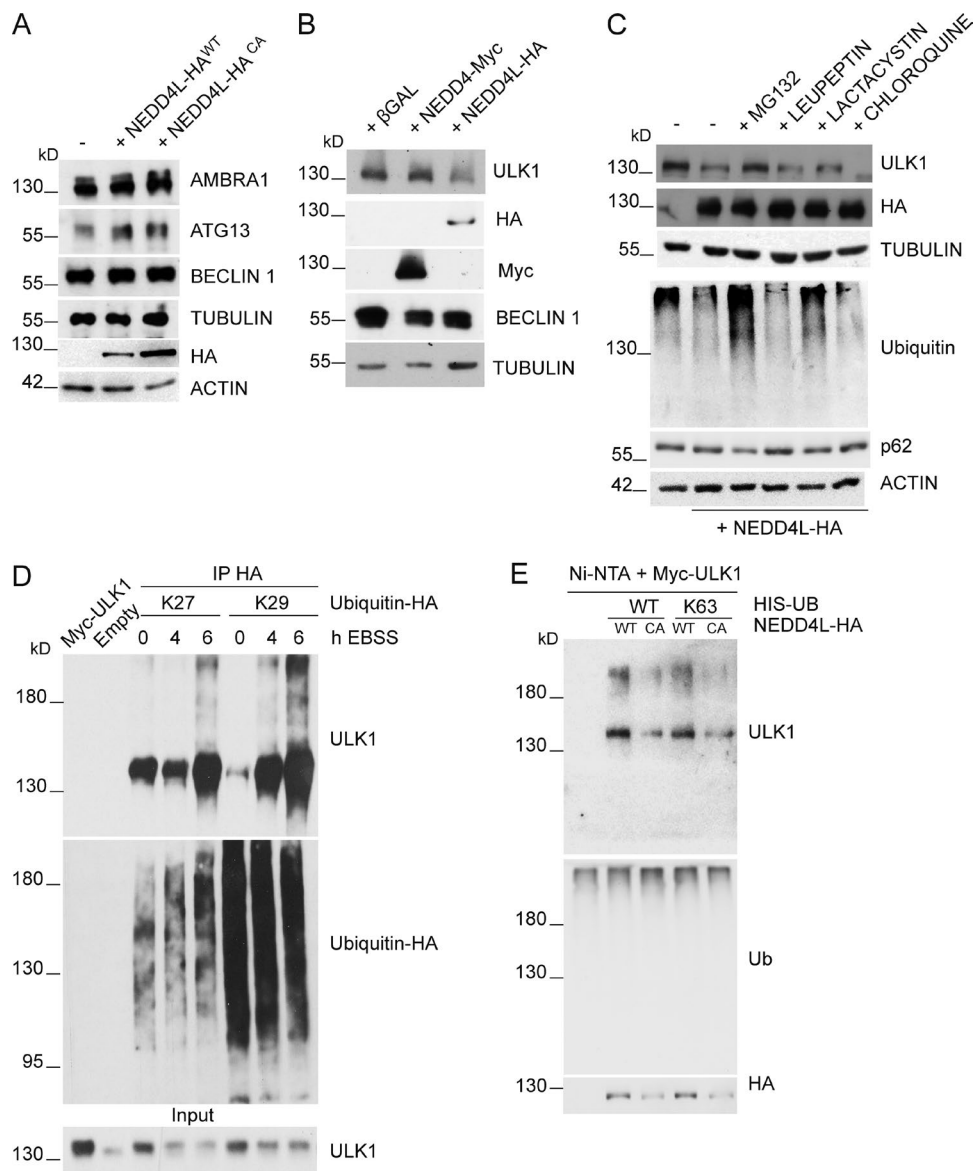 A
- + NEDD4L-HA WT + NEDD4L-HA CA
kD
130 AMBRA1
55 ATG13
55 BECLIN 1
55 TUBULIN
130 HA
42 ACTIN
B
+ βGAL + NEDD4-Myc + NEDD4L-HA
kD
130 ULK1
130 HA
130 Myc
55 BECLIN 1
55 TUBULIN
C
- - + MG132 + LEUPEPTIN + LACTACYSTIN + CHLOROQUINE
kD
130 ULK1
130 HA
55 TUBULIN
130 Ubiquitin
55 p62
42 ACTIN
+ NEDD4L-HA
D
IP HA
Myc-ULK1 Empty K27 K29 Ubiquitin-HA
0 4 6 0 4 6 h EBSS
kD
180
ULK1
130
180
Ubiquitin-HA
130
95
Input
130 ULK1
E
Ni-NTA + Myc-ULK1
WT K63 HIS-UB
WT CA WT CA NEDD4L-HA
kD
180
ULK1
130
180
Ub
130
130 HA